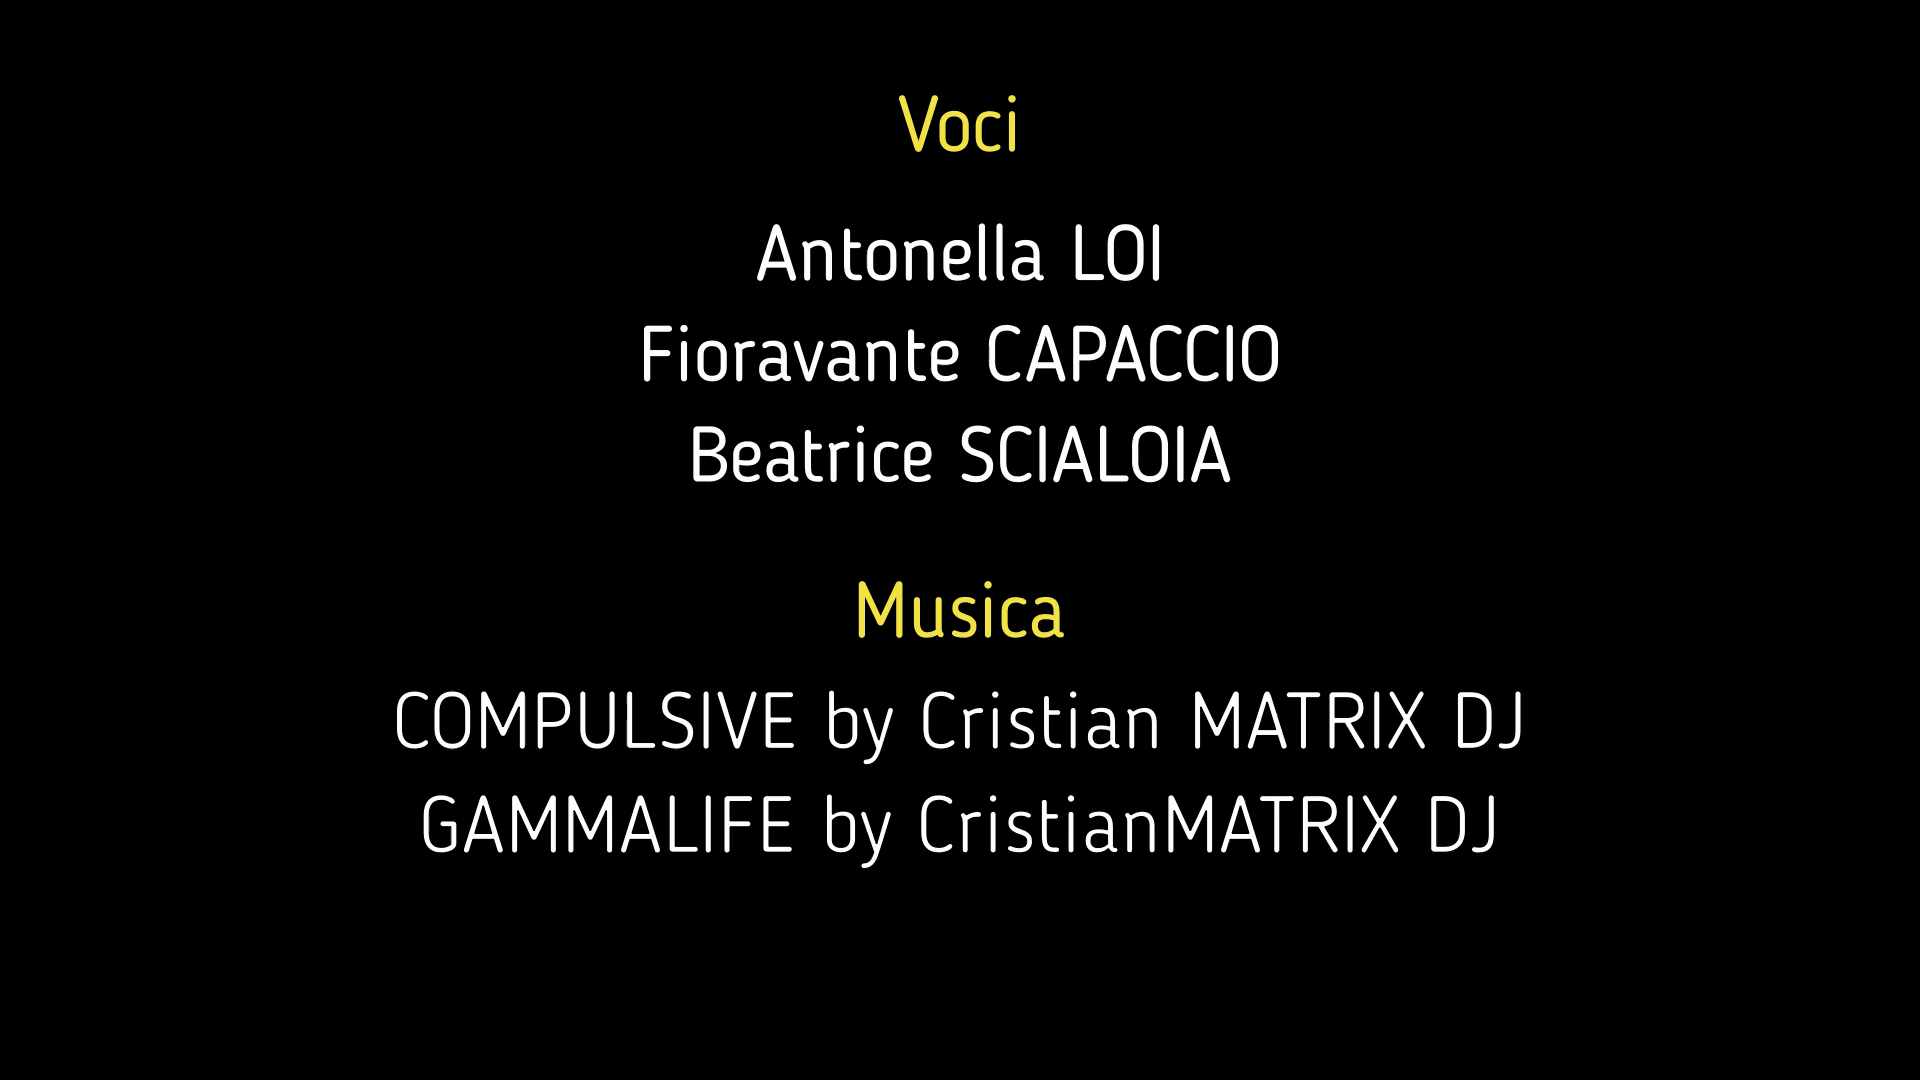 Voci
Antonella LOI
Fioravante CAPACCIO
Beatrice SCIALOIA
Musica
COMPULSIVE by Cristian MATRIX DJ
GAMMALIFE by CristianMATRIX DJ